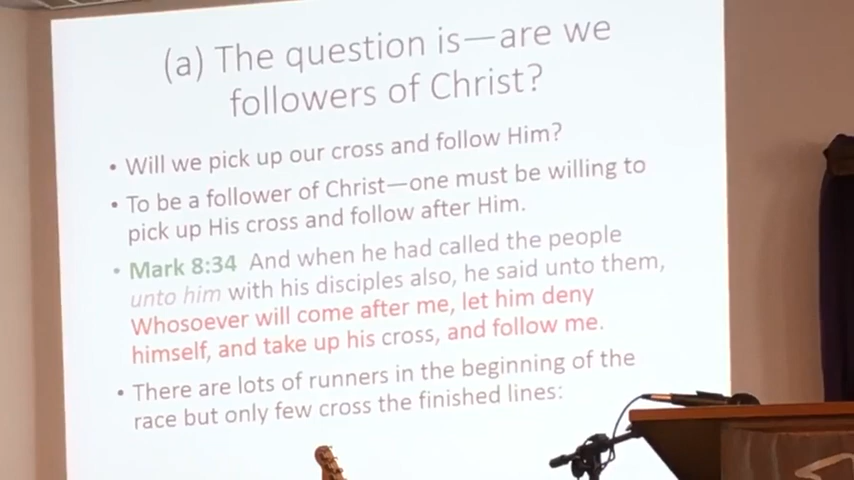 (a) The question is—are we
followers of Christ?
• Will we pick up our cross and follow Him?
• To be a follower of Christ—one must be willing to
pick up His cross and follow after Him.
• Mark 8:34 And when he had called the people
unto him with his disciples also, he said unto them,
Whosoever will come after me, let him deny
himself, and take up his cross, and follow me.
• There are lots of runners in the beginning of the
race but only few cross the finished lines: